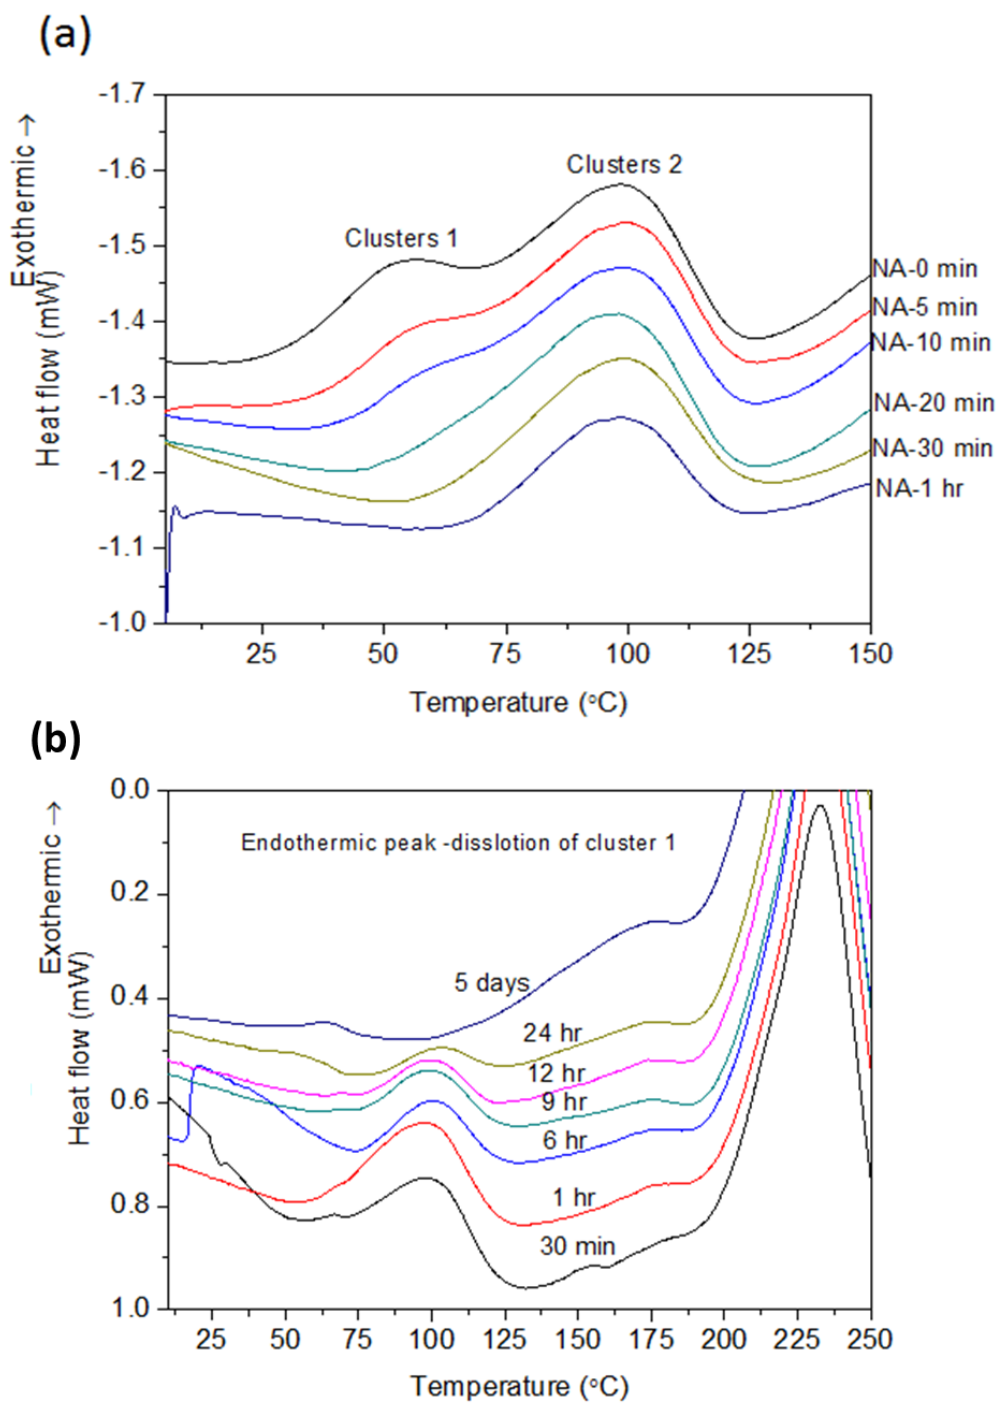 (a)
Exothermic →
Heat flow (mW)
-1.7
-1.6
-1.5
-1.4
-1.3
-1.2
-1.1
-1.0
Clusters 1
Clusters 2
NA-0 min
NA-5 min
NA-10 min
NA-20 min
NA-30 min
NA-1 hr
25 50 75 100 125 150
Temperature (°C)
(b)
Exothermic →
Heat flow (mW)
0.0
0.2
0.4
0.6
0.8
1.0
Endothermic peak -disslotion of cluster 1
5 days
24 hr
12 hr
9 hr
6 hr
1 hr
30 min
25 50 75 100 125 150 175 200 225 250
Temperature (°C)